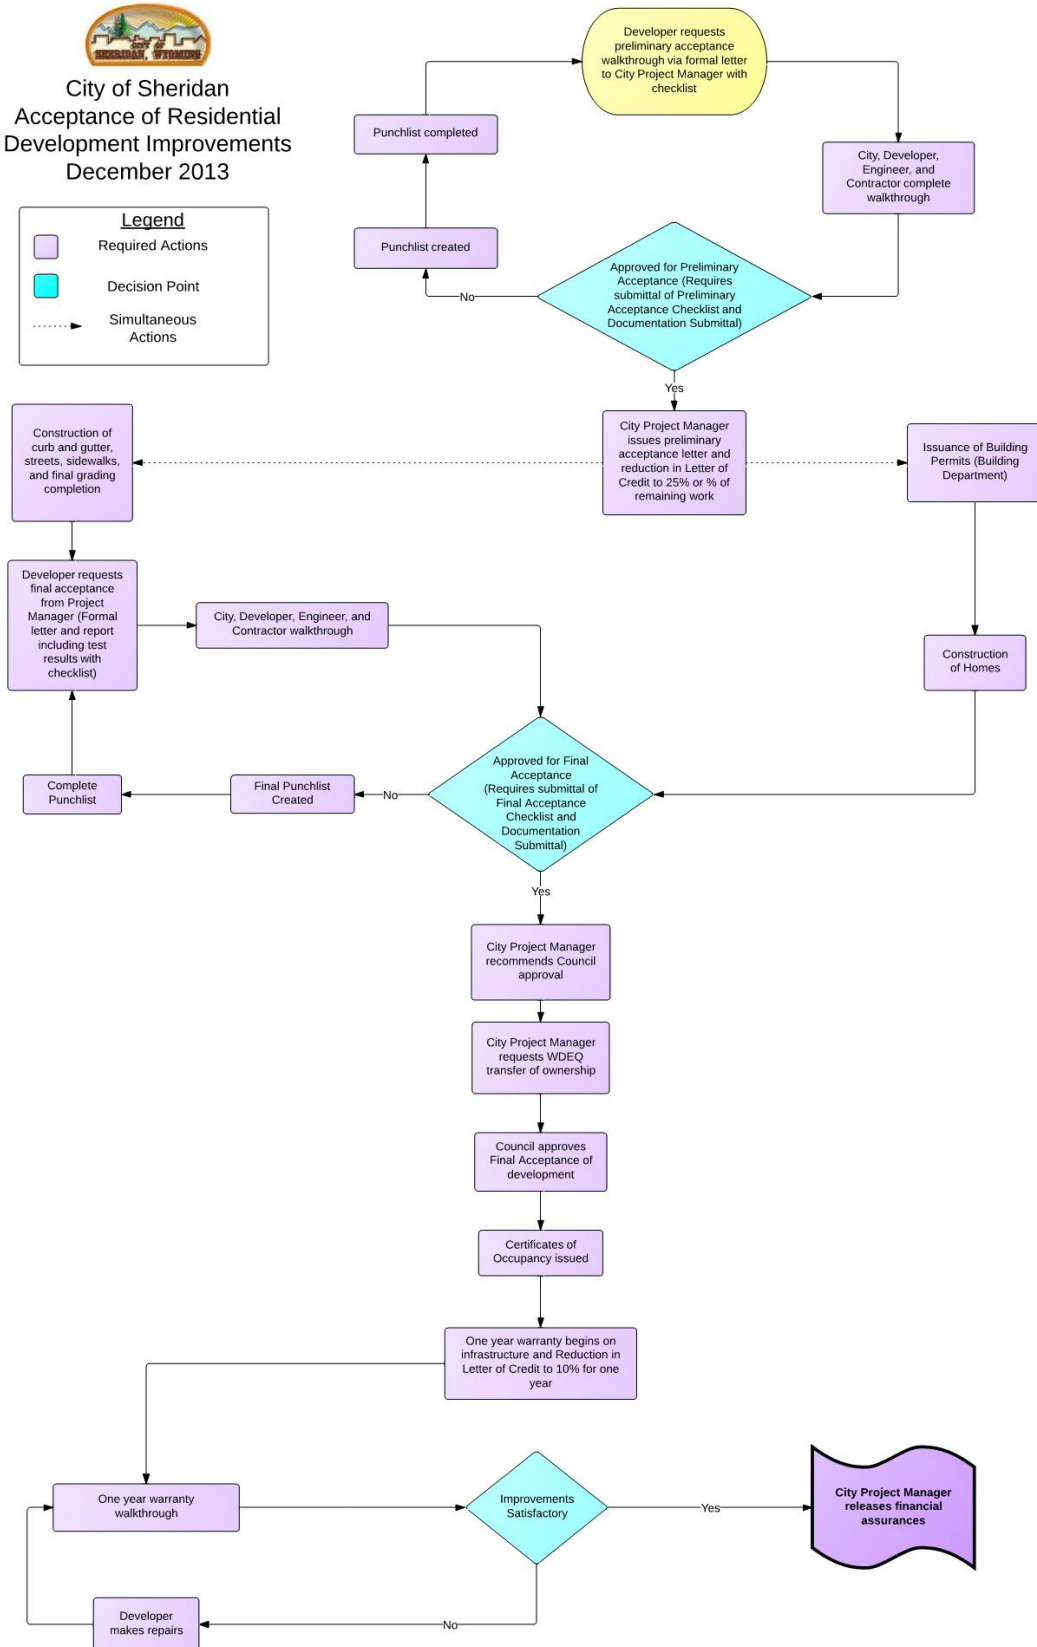 CITY OF
SHERIDAN, WYOMING
City of Sheridan
Acceptance of Residential
Development Improvements
December 2013
Legend
Required Actions
Decision Point
Simultaneous
Actions
Developer requests
preliminary acceptance
walkthrough via formal letter
to City Project Manager with
checklist
Punchlist completed
City, Developer,
Engineer, and
Contractor complete
walkthrough
Punchlist created
Approved for Preliminary
Acceptance (Requires
submittal of Preliminary
Acceptance Checklist and
Documentation Submittal)
No
Yes
Construction of
curb and gutter,
streets, sidewalks,
and final grading
completion
City Project Manager
issues preliminary
acceptance letter and
reduction in Letter of
Credit to 25% or % of
remaining work
Issuance of Building
Permits (Building
Department)
Developer requests
final acceptance
from Project
Manager (Formal
letter and report
including test
results with
checklist)
City, Developer, Engineer, and
Contractor walkthrough
Construction
of Homes
Complete
Punchlist
Final Punchlist
Created
No
Approved for Final
Acceptance
(Requires submittal of
Final Acceptance
Checklist and
Documentation
Submittal)
Yes
City Project Manager
recommends Council
approval
City Project Manager
requests WDEQ
transfer of ownership
Council approves
Final Acceptance of
development
Certificates of
Occupancy issued
One year warranty begins on
infrastructure and Reduction in
Letter of Credit to 10% for one
year
One year warranty
walkthrough
Improvements
Satisfactory
Yes
City Project Manager
releases financial
assurances
Developer
makes repairs
No